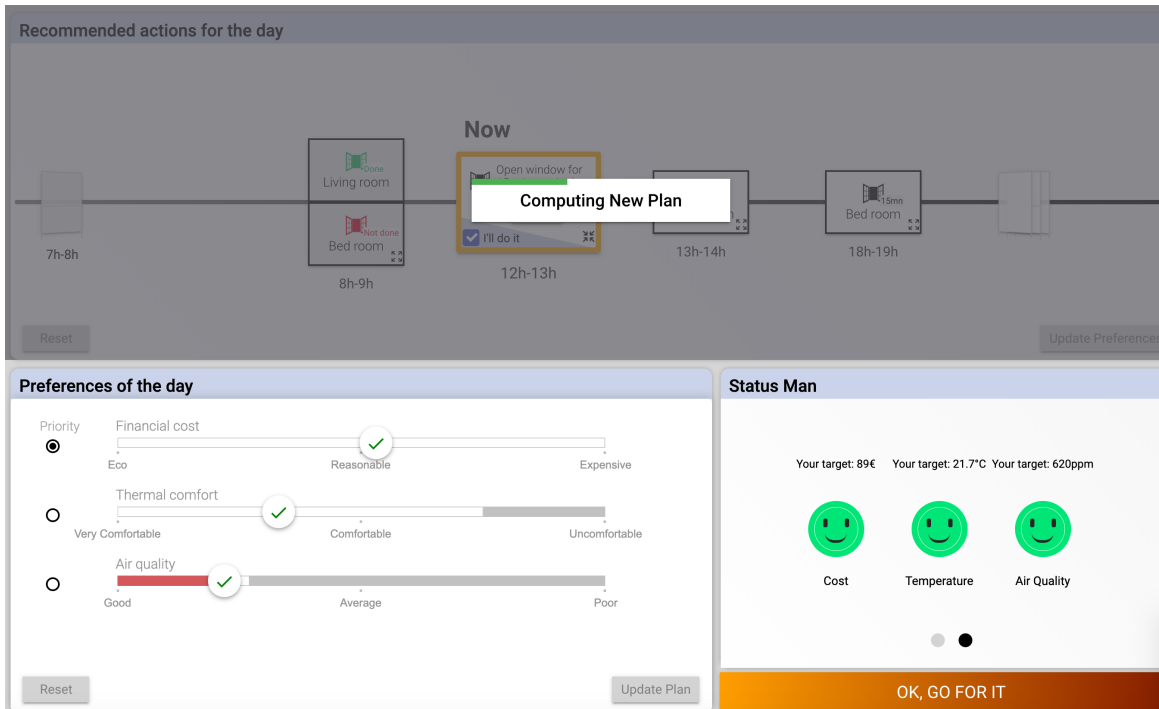 Recommended actions for the day
Now
Done
Living room
Not done
Bed room
Open window for
Computing New Plan
I'll do it
15mn
Bed room
7h-8h
8h-9h
12h-13h
13h-14h
18h-19h
Reset
Update Preferences
Preferences of the day
Priority
Financial cost
Eco
Reasonable
Expensive
Thermal comfort
Very Comfortable
Comfortable
Uncomfortable
Air quality
Good
Average
Poor
Reset
Update Plan
Status Man
Your target: 89€
Your target: 21.7°C
Your target: 620ppm
Cost
Temperature
Air Quality
OK, GO FOR IT